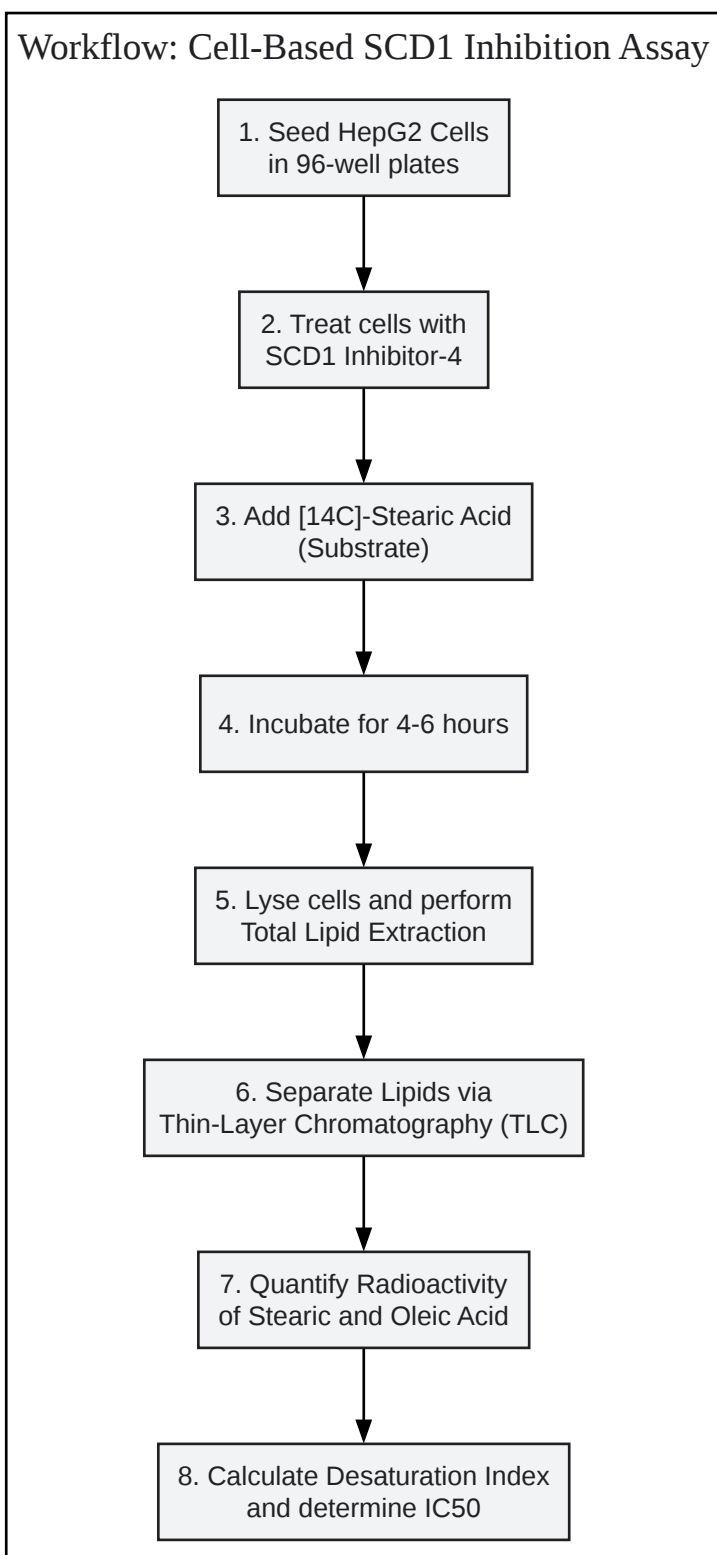 Workflow: Cell-Based SCD1 Inhibition Assay
1. Seed HepG2 Cells
in 96-well plates
2. Treat cells with
SCD1 Inhibitor-4
3. Add [14C]-Stearic Acid
(Substrate)
4. Incubate for 4-6 hours
5. Lyse cells and perform
Total Lipid Extraction
6. Separate Lipids via
Thin-Layer Chromatography (TLC)
7. Quantify Radioactivity
of Stearic and Oleic Acid
8. Calculate Desaturation Index
and determine IC50